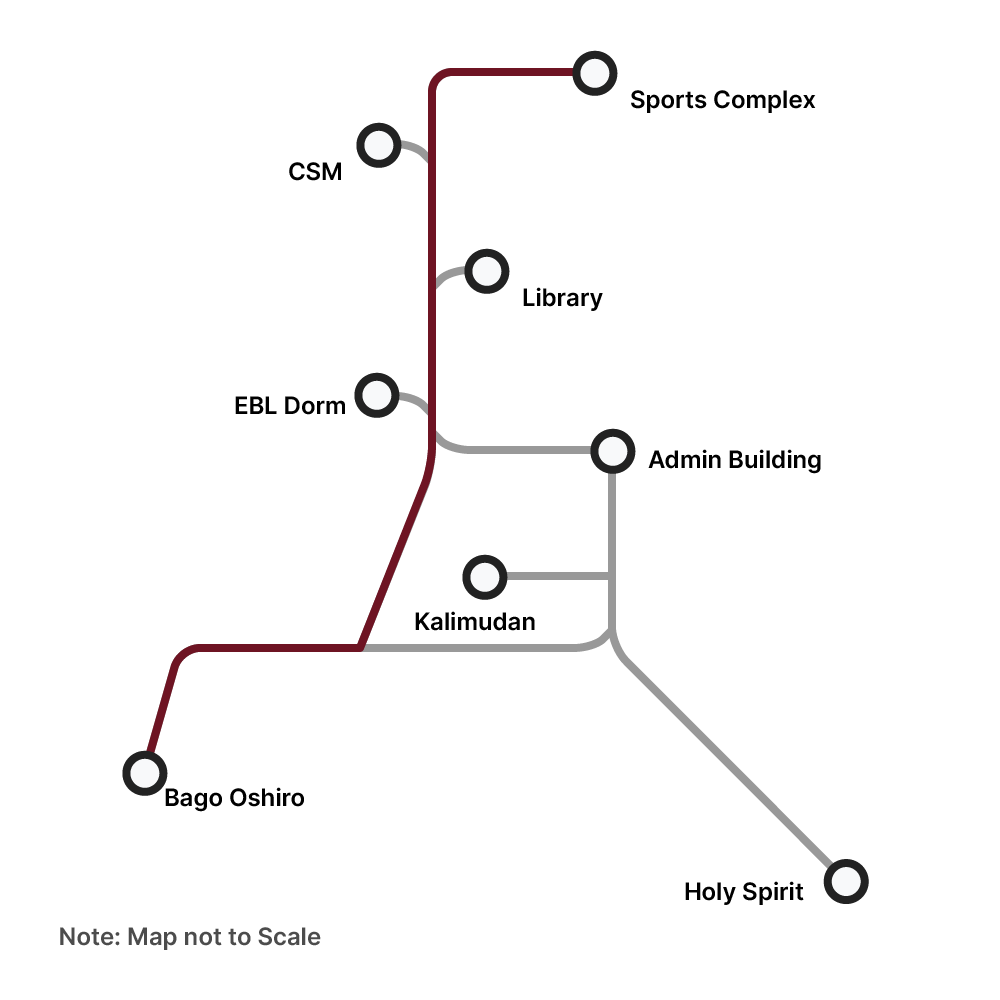 Sports Complex
CSM
Library
EBL Dorm
Admin Building
Kalimudan
Bago Oshiro
Holy Spirit
Note: Map not to Scale